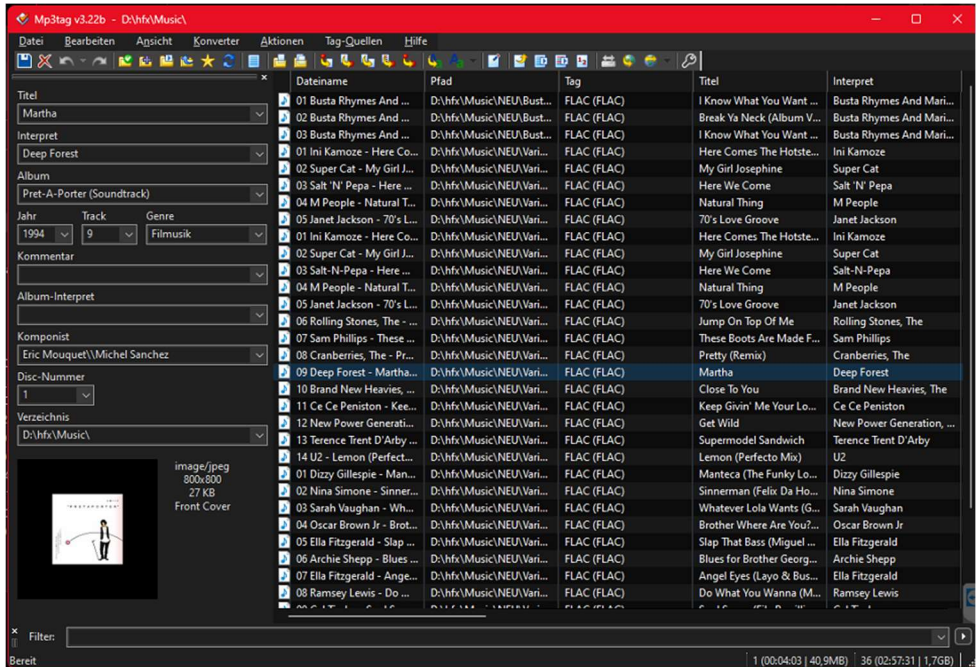 Mp3tag v3.22b - D:\hfx\Music\
Datei Bearbeiten Ansicht Konverter Aktionen Tag-Quellen Hilfe
Titel
Martha
Interpret
Deep Forest
Album
Pret-A-Porter (Soundtrack)
Jahr Track Genre
1994 9 Filmusik
Kommentar
Album-Interpret
Komponist
Eric Mouquet\\Michel Sanchez
Disc-Nummer
1
Verzeichnis
D:\hfx\Music\
image/jpeg
800x800
27 KB
Front Cover
Dateiname Pfad Tag Titel Interpret
01 Busta Rhymes And ... D:\hfx\Music\NEU\Bust... FLAC (FLAC) I Know What You Want ... Busta Rhymes And Mari...
02 Busta Rhymes And ... D:\hfx\Music\NEU\Bust... FLAC (FLAC) Break Ya Neck (Album V... Busta Rhymes And Mari...
03 Busta Rhymes And ... D:\hfx\Music\NEU\Bust... FLAC (FLAC) I Know What You Want ... Busta Rhymes And Mari...
01 Ini Kamoze - Here Co... D:\hfx\Music\NEU\Vari... FLAC (FLAC) Here Comes The Hotste... Ini Kamoze
02 Super Cat - My Girl J... D:\hfx\Music\NEU\Vari... FLAC (FLAC) My Girl Josephine Super Cat
03 Salt 'N' Pepa - Here ... D:\hfx\Music\NEU\Vari... FLAC (FLAC) Here We Come Salt 'N' Pepa
04 M People - Natural T... D:\hfx\Music\NEU\Vari... FLAC (FLAC) Natural Thing M People
05 Janet Jackson - 70's L... D:\hfx\Music\NEU\Vari... FLAC (FLAC) 70's Love Groove Janet Jackson
01 Ini Kamoze - Here Co... D:\hfx\Music\NEU\Vari... FLAC (FLAC) Here Comes The Hotste... Ini Kamoze
02 Super Cat - My Girl J... D:\hfx\Music\NEU\Vari... FLAC (FLAC) My Girl Josephine Super Cat
03 Salt-N-Pepa - Here ... D:\hfx\Music\NEU\Vari... FLAC (FLAC) Here We Come Salt-N-Pepa
04 M People - Natural T... D:\hfx\Music\NEU\Vari... FLAC (FLAC) Natural Thing M People
05 Janet Jackson - 70's L... D:\hfx\Music\NEU\Vari... FLAC (FLAC) 70's Love Groove Janet Jackson
06 Rolling Stones, The - ... D:\hfx\Music\NEU\Vari... FLAC (FLAC) Jump On Top Of Me Rolling Stones, The
07 Sam Phillips - These ... D:\hfx\Music\NEU\Vari... FLAC (FLAC) These Boots Are Made F... Sam Phillips
08 Cranberries, The - Pr... D:\hfx\Music\NEU\Vari... FLAC (FLAC) Pretty (Remix) Cranberries, The
09 Deep Forest - Martha... D:\hfx\Music\NEU\Vari... FLAC (FLAC) Martha Deep Forest
10 Brand New Heavies, ... D:\hfx\Music\NEU\Vari... FLAC (FLAC) Close To You Brand New Heavies, The
11 Ce Ce Peniston - Kee... D:\hfx\Music\NEU\Vari... FLAC (FLAC) Keep Givin' Me Your Lo... Ce Ce Peniston
12 New Power Generati... D:\hfx\Music\NEU\Vari... FLAC (FLAC) Get Wild New Power Generation, ...
13 Terence Trent D'Arby ... D:\hfx\Music\NEU\Vari... FLAC (FLAC) Supermodel Sandwich Terence Trent D'Arby
14 U2 - Lemon (Perfect... D:\hfx\Music\NEU\Vari... FLAC (FLAC) Lemon (Perfecto Mix) U2
01 Dizzy Gillespie - Man... D:\hfx\Music\NEU\Vari... FLAC (FLAC) Manteca (The Funky Lo... Dizzy Gillespie
02 Nina Simone - Sinner... D:\hfx\Music\NEU\Vari... FLAC (FLAC) Sinnerman (Felix Da Ho... Nina Simone
03 Sarah Vaughan - Wh... D:\hfx\Music\NEU\Vari... FLAC (FLAC) Whatever Lola Wants (G... Sarah Vaughan
04 Oscar Brown Jr - Brot... D:\hfx\Music\NEU\Vari... FLAC (FLAC) Brother Where Are You?... Oscar Brown Jr
05 Ella Fitzgerald - Slap ... D:\hfx\Music\NEU\Vari... FLAC (FLAC) Slap That Bass (Miguel ... Ella Fitzgerald
06 Archie Shepp - Blues ... D:\hfx\Music\NEU\Vari... FLAC (FLAC) Blues for Brother Georg... Archie Shepp
07 Ella Fitzgerald - Ange... D:\hfx\Music\NEU\Vari... FLAC (FLAC) Angel Eyes (Layo & Bus... Ella Fitzgerald
08 Ramsey Lewis - Do ... D:\hfx\Music\NEU\Vari... FLAC (FLAC) Do What You Wanna (M... Ramsey Lewis
Filter:
Bereit 1 (00:04:03 | 40,9MB) 36 (02:57:31 | 1,7GB)